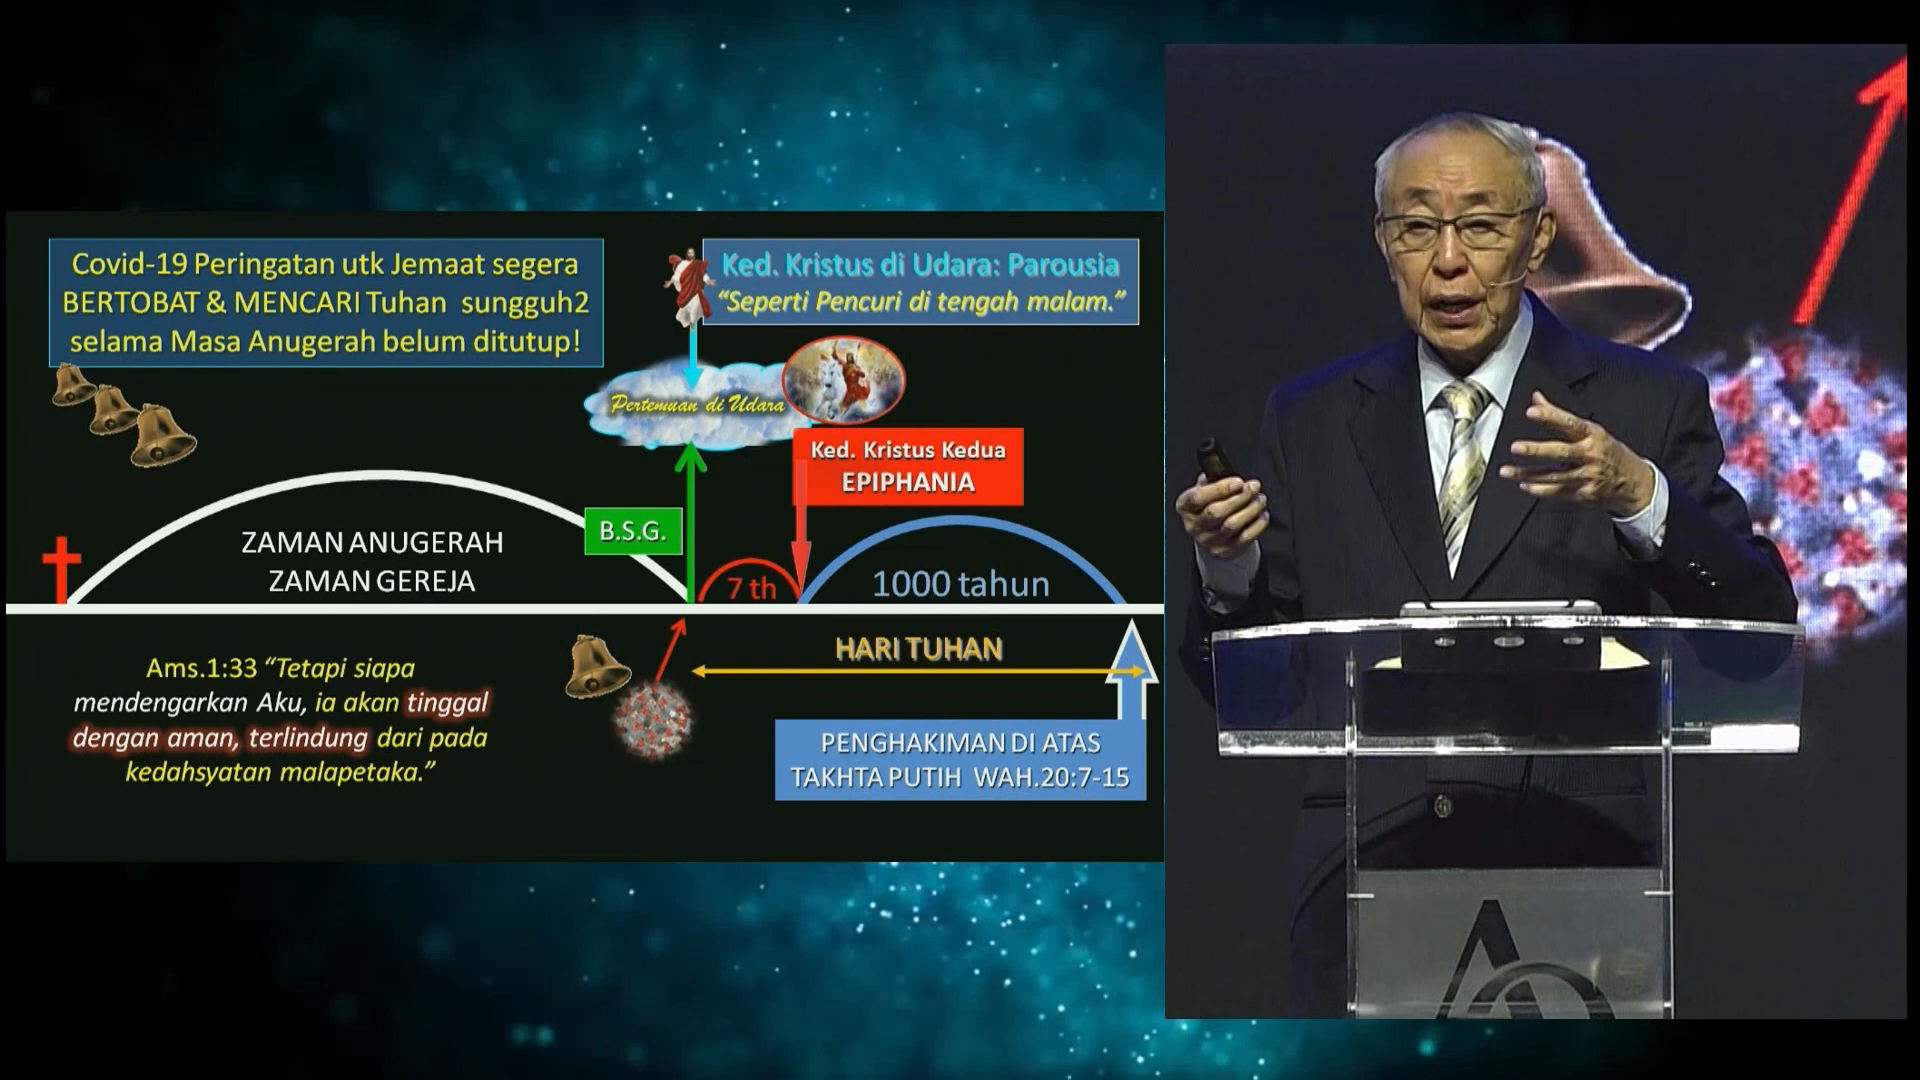 Covid-19 Peringatan utk Jemaat segera
BERTOBAT & MENCARI Tuhan sungguh2
selama Masa Anugerah belum ditutup!
Ked. Kristus di Udara: Parousia
“Seperti Pencuri di tengah malam.”
Pertemuan di Udara
Ked. Kristus Kedua
EPIPHANIA
B.S.G.
ZAMAN ANUGERAH
ZAMAN GEREJA
7 th
1000 tahun
HARI TUHAN
Ams.1:33 “Tetapi siapa
mendengarkan Aku, ia akan tinggal
dengan aman, terlindung dari pada
kedahsyatan malapetaka.”
PENGHAKIMAN DI ATAS
TAKHTA PUTIH WAH.20:7-15